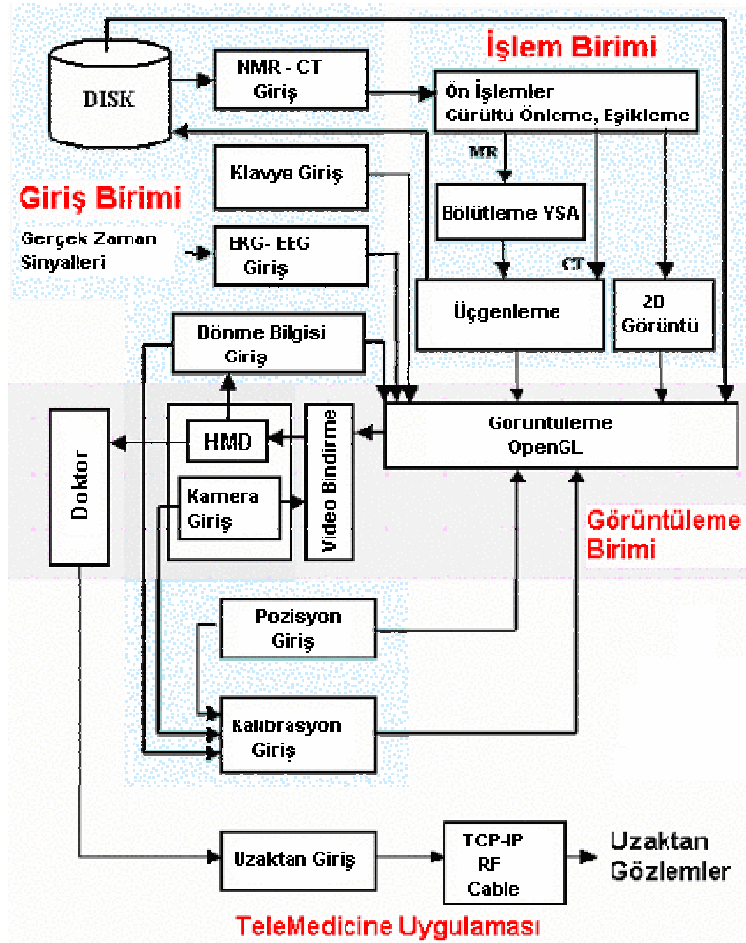 İşlem Birimi
DISK
NMR - CT
Giriş
Ön İşlemler
Gürültü Önleme, Eşikleme
MR
Klavye Giriş
Giriş Birimi
Bölütleme YSA
Gerçek Zaman
Sinyalleri
EKG- EEG
Giriş
CT
Üçgenleme
2D
Görüntü
Dönme Bilgisi
Giriş
Doktor
HMD
Kamera
Giriş
Video Bindirme
Görüntüleme
OpenGL
Görüntüleme
Birimi
Pozisyon
Giriş
Kalibrasyon
Giriş
Uzaktan Giriş
TCP-IP
RF
Cable
Uzaktan
Gözlemler
TeleMedicine Uygulaması